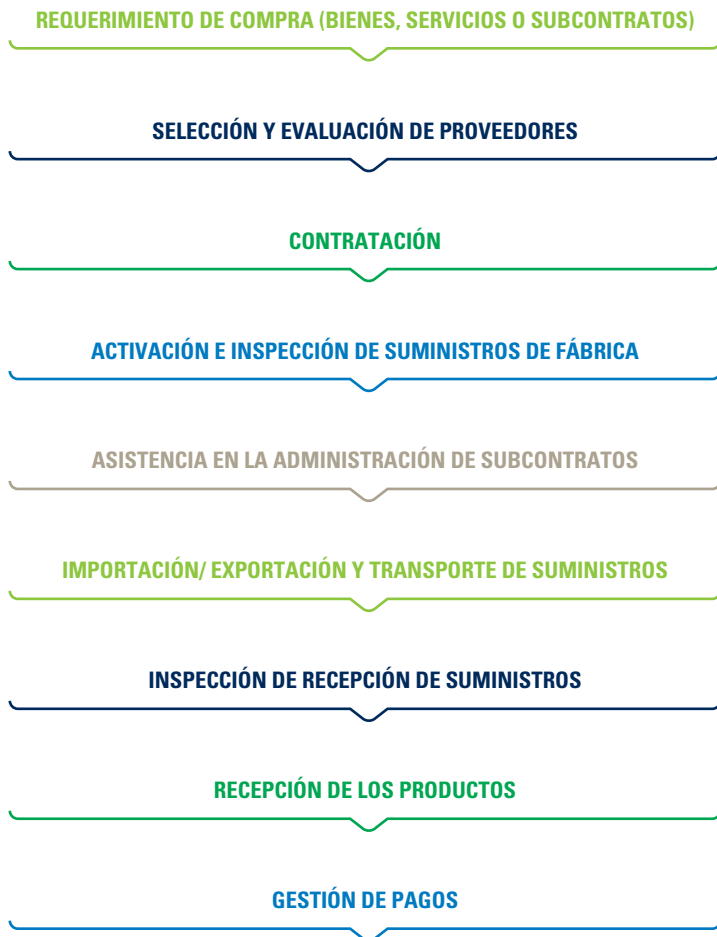 REQUERIMIENTO DE COMPRA (BIENES, SERVICIOS O SUBCONTRATOS)
SELECCIÓN Y EVALUACIÓN DE PROVEEDORES
CONTRATACIÓN
ACTIVACIÓN E INSPECCIÓN DE SUMINISTROS DE FÁBRICA
ASISTENCIA EN LA ADMINISTRACIÓN DE SUBCONTRATOS
IMPORTACIÓN/ EXPORTACIÓN Y TRANSPORTE DE SUMINISTROS
INSPECCIÓN DE RECEPCIÓN DE SUMINISTROS
RECEPCIÓN DE LOS PRODUCTOS
GESTIÓN DE PAGOS